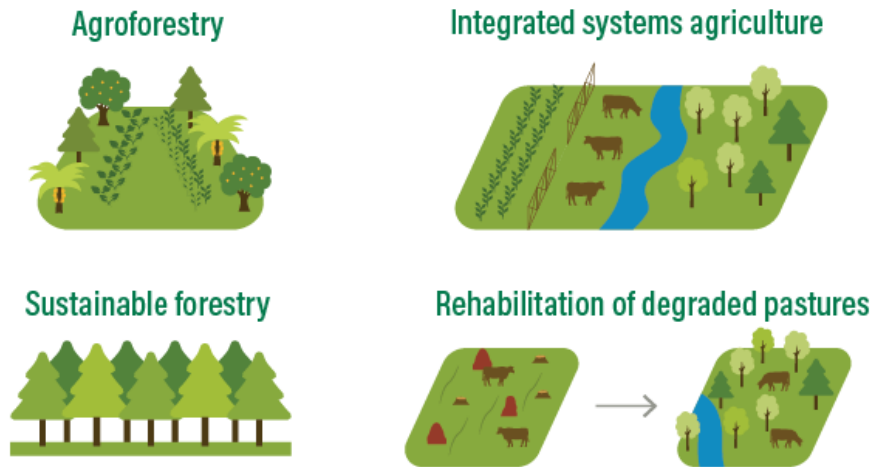 Agroforestry
Integrated systems agriculture
Sustainable forestry
Rehabilitation of degraded pastures